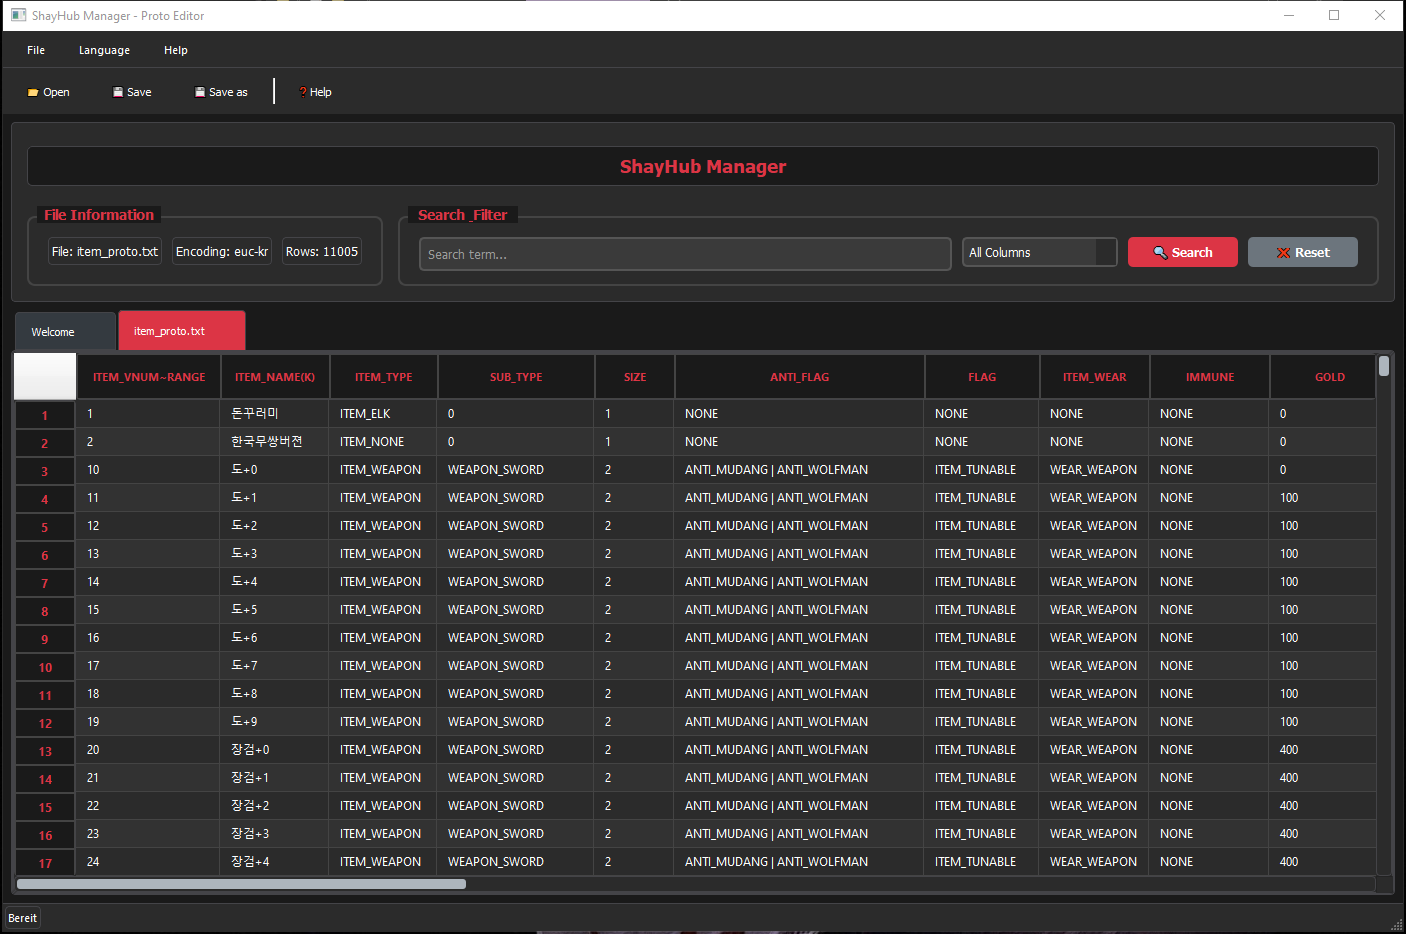 ShayHub Manager - Proto Editor
File Language Help
Open Save Save as Help
ShayHub Manager
File Information
File: item_proto.txt Encoding: euc-kr Rows: 11005
Search _Filter
Search term... All Columns Search Reset
Welcome item_proto.txt
ITEM_VNUM~RANGE ITEM_NAME(K) ITEM_TYPE SUB_TYPE SIZE ANTI_FLAG FLAG ITEM_WEAR IMMUNE GOLD
1 1 돈꾸러미 ITEM_ELK 0 1 NONE NONE NONE NONE 0
2 2 한국무쌍버젼 ITEM_NONE 0 1 NONE NONE NONE NONE 0
3 10 도+0 ITEM_WEAPON WEAPON_SWORD 2 ANTI_MUDANG | ANTI_WOLFMAN ITEM_TUNABLE WEAR_WEAPON NONE 0
4 11 도+1 ITEM_WEAPON WEAPON_SWORD 2 ANTI_MUDANG | ANTI_WOLFMAN ITEM_TUNABLE WEAR_WEAPON NONE 100
5 12 도+2 ITEM_WEAPON WEAPON_SWORD 2 ANTI_MUDANG | ANTI_WOLFMAN ITEM_TUNABLE WEAR_WEAPON NONE 100
6 13 도+3 ITEM_WEAPON WEAPON_SWORD 2 ANTI_MUDANG | ANTI_WOLFMAN ITEM_TUNABLE WEAR_WEAPON NONE 100
7 14 도+4 ITEM_WEAPON WEAPON_SWORD 2 ANTI_MUDANG | ANTI_WOLFMAN ITEM_TUNABLE WEAR_WEAPON NONE 100
8 15 도+5 ITEM_WEAPON WEAPON_SWORD 2 ANTI_MUDANG | ANTI_WOLFMAN ITEM_TUNABLE WEAR_WEAPON NONE 100
9 16 도+6 ITEM_WEAPON WEAPON_SWORD 2 ANTI_MUDANG | ANTI_WOLFMAN ITEM_TUNABLE WEAR_WEAPON NONE 100
10 17 도+7 ITEM_WEAPON WEAPON_SWORD 2 ANTI_MUDANG | ANTI_WOLFMAN ITEM_TUNABLE WEAR_WEAPON NONE 100
11 18 도+8 ITEM_WEAPON WEAPON_SWORD 2 ANTI_MUDANG | ANTI_WOLFMAN ITEM_TUNABLE WEAR_WEAPON NONE 100
12 19 도+9 ITEM_WEAPON WEAPON_SWORD 2 ANTI_MUDANG | ANTI_WOLFMAN ITEM_TUNABLE WEAR_WEAPON NONE 100
13 20 장검+0 ITEM_WEAPON WEAPON_SWORD 2 ANTI_MUDANG | ANTI_WOLFMAN ITEM_TUNABLE WEAR_WEAPON NONE 400
14 21 장검+1 ITEM_WEAPON WEAPON_SWORD 2 ANTI_MUDANG | ANTI_WOLFMAN ITEM_TUNABLE WEAR_WEAPON NONE 400
15 22 장검+2 ITEM_WEAPON WEAPON_SWORD 2 ANTI_MUDANG | ANTI_WOLFMAN ITEM_TUNABLE WEAR_WEAPON NONE 400
16 23 장검+3 ITEM_WEAPON WEAPON_SWORD 2 ANTI_MUDANG | ANTI_WOLFMAN ITEM_TUNABLE WEAR_WEAPON NONE 400
17 24 장검+4 ITEM_WEAPON WEAPON_SWORD 2 ANTI_MUDANG | ANTI_WOLFMAN ITEM_TUNABLE WEAR_WEAPON NONE 400
Bereit